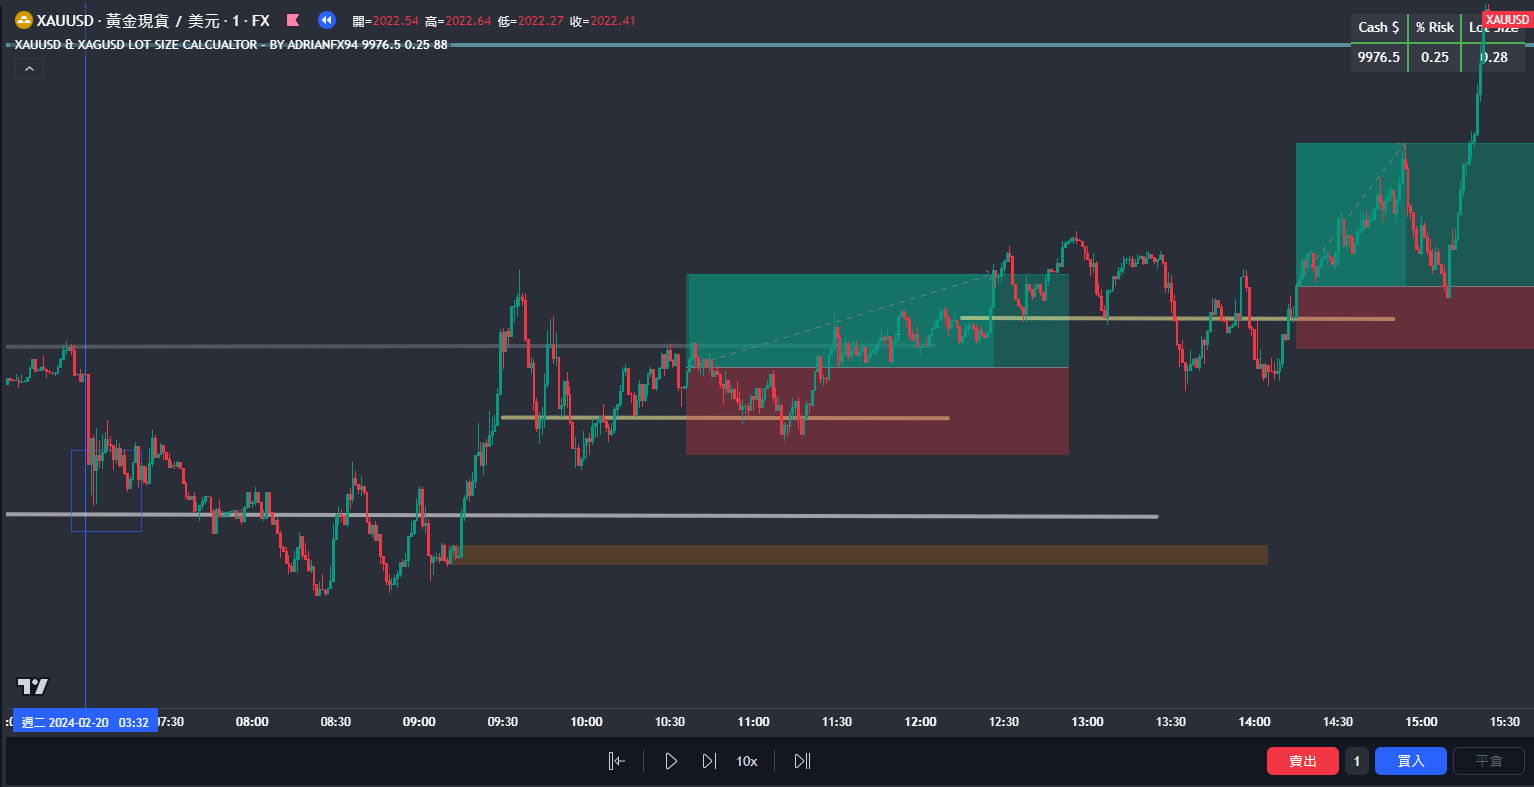 XAUUSD · 黃金現貨 / 美元 · 1 · FX 開=2022.54 高=2022.64 低=2022.27 收=2022.41
XAUUSD & XAGUSD LOT SIZE CALCUALTOR - BY ADRIANFX94 9976.5 0.25 88
XAUUSD
Cash $ % Risk Lot Size
9976.5 0.25 0.28
週二 2024-02-20 03:32 07:30 08:00 08:30 09:00 09:30 10:00 10:30 11:00 11:30 12:00 12:30 13:00 13:30 14:00 14:30 15:00 15:30
10x
賣出 1 買入 平倉